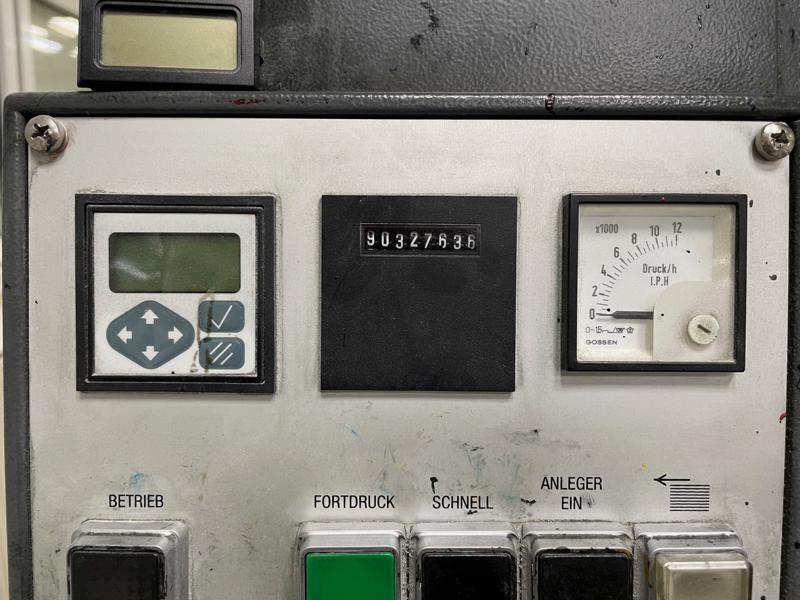 90327636
x1000
0 2 4 6 8 10 12
Druck/h
I.P.H
GOSSEN
BETRIEB
FORTDRUCK
SCHNELL
ANLEGER
EIN